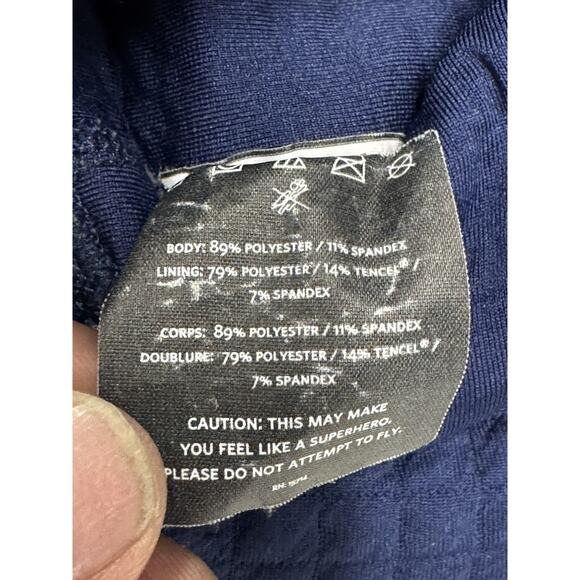 BODY: 89% POLYESTER / 11% SPANDEX
LINING: 79% POLYESTER / 14% TENCEL® /
7% SPANDEX
CORPS: 89% POLYESTER / 11% SPANDEX
DOUBLURE: 79% POLYESTER / 14% TENCEL® /
7% SPANDEX
CAUTION: THIS MAY MAKE
YOU FEEL LIKE A SUPERHERO.
PLEASE DO NOT ATTEMPT TO FLY.
RN: